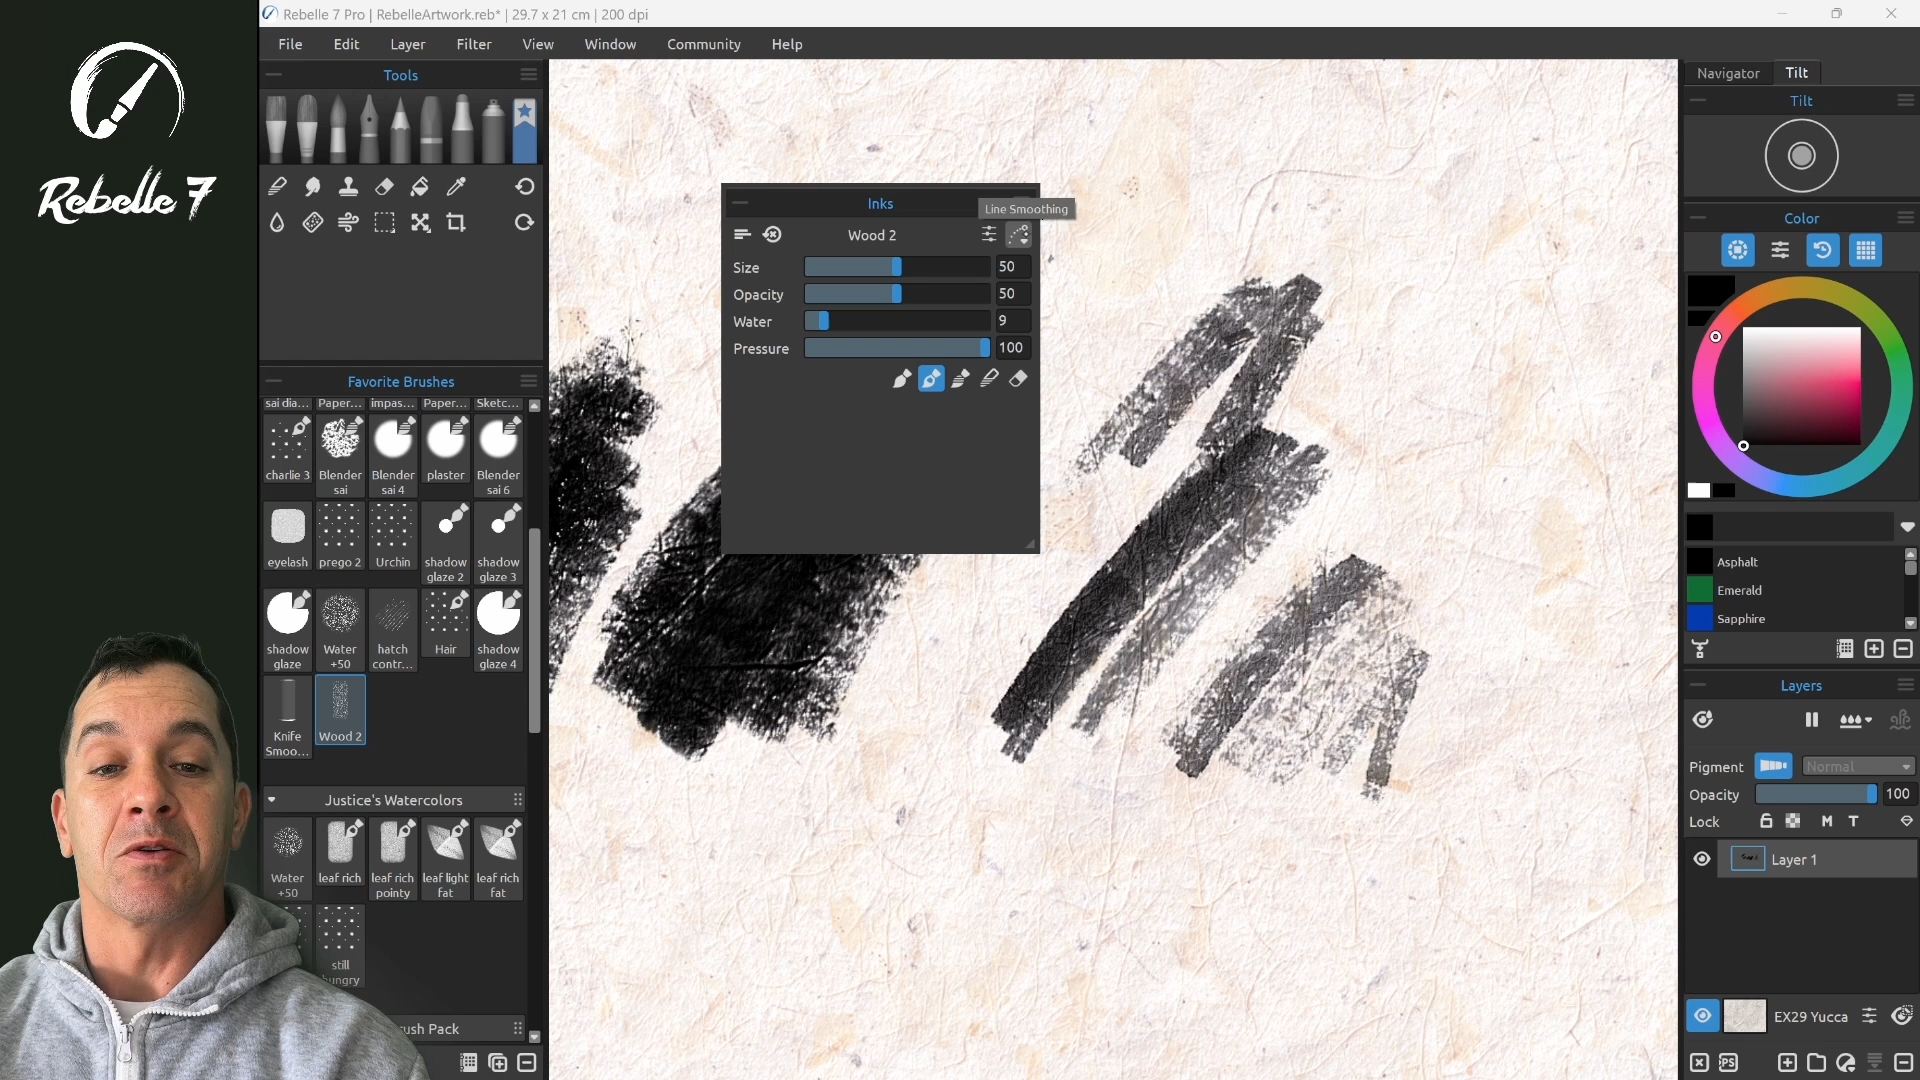 Rebelle 7 Pro | RebelleArtwork.reb* | 29.7 x 21 cm | 200 dpi
File Edit Layer Filter View Window Community Help
Rebelle 7
Tools
Favorite Brushes
sai dia... Paper... impas... Paper... Sketc...
charlie 3 Blender sai Blender sai 4 plaster Blender sai 6
eyelash prego 2 Urchin shadow glaze 2 shadow glaze 3
shadow glaze Water +50 hatch contr... Hair shadow glaze 4
Knife Smoo... Wood 2
Justice's Watercolors
Water +50 leaf rich leaf rich pointy leaf light fat leaf rich fat
still hungry
ush Pack
Inks
Line Smoothing
Wood 2
Size 50
Opacity 50
Water 9
Pressure 100
Navigator Tilt
Tilt
Color
Asphalt
Emerald
Sapphire
Layers
Pigment Normal
Opacity 100
Lock M T
Layer 1
EX29 Yucca
PS